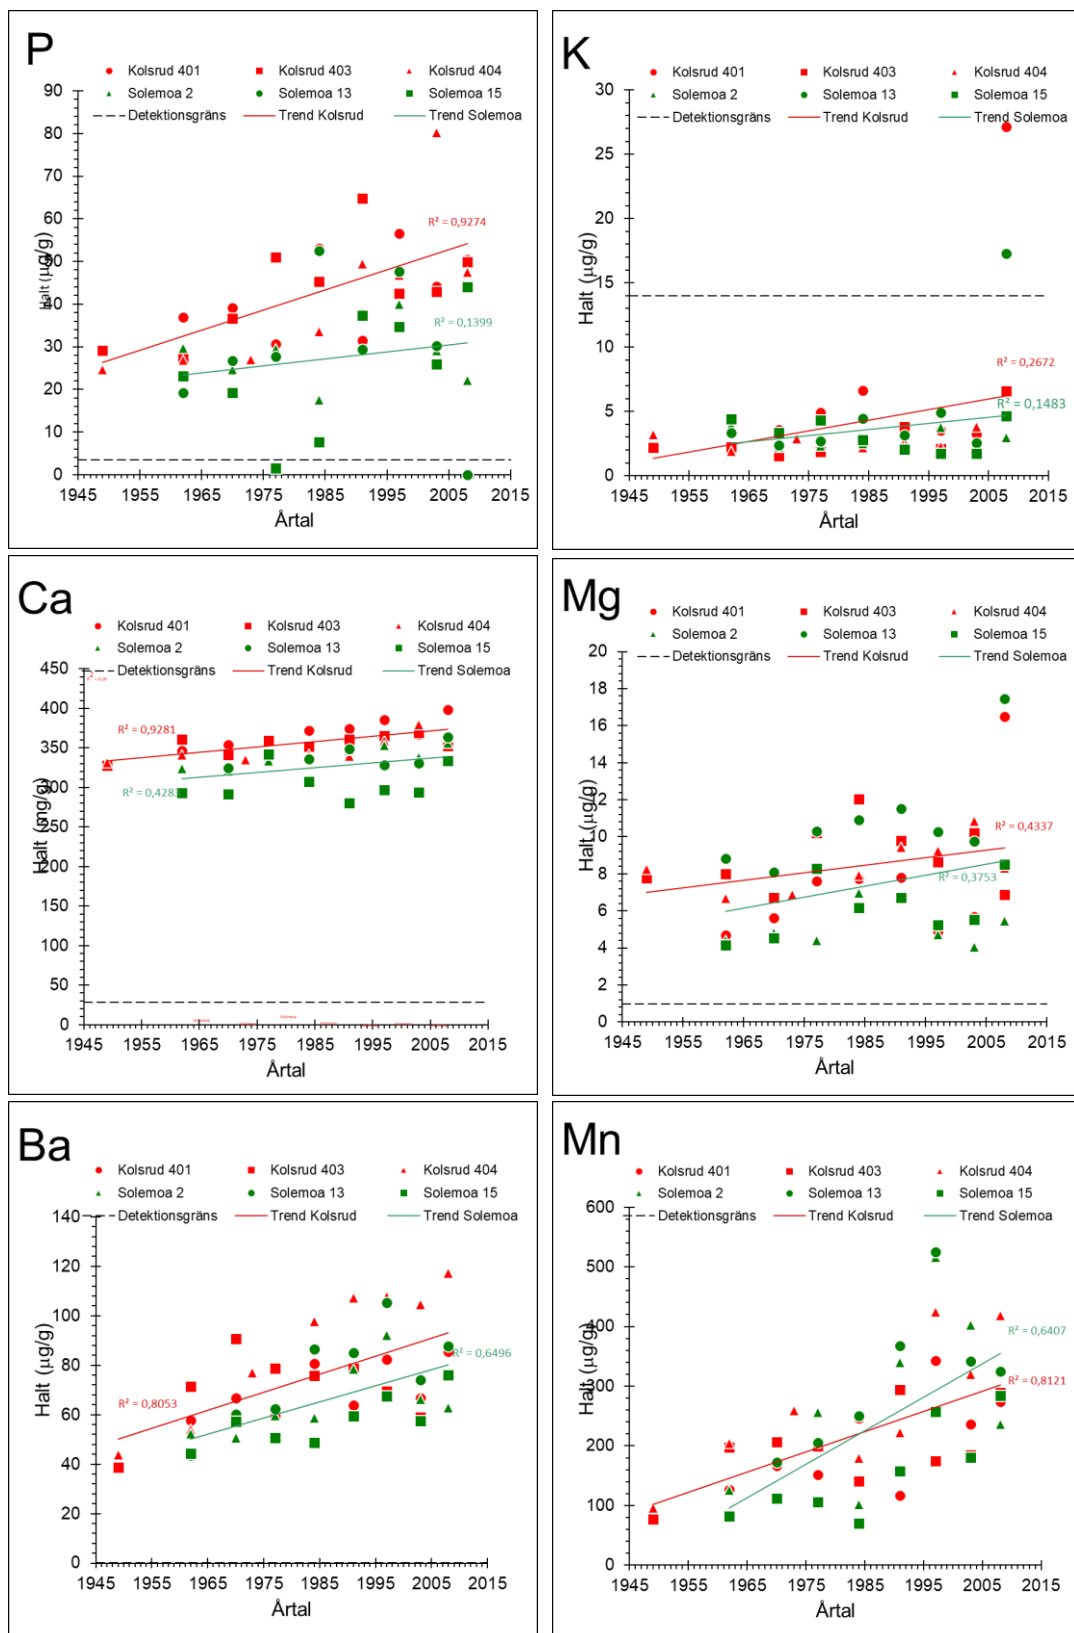 P
Kolsrud 401 Kolsrud 403 Kolsrud 404
Solemoa 2 Solemoa 13 Solemoa 15
Detektionsgräns Trend Kolsrud Trend Solemoa
90
80
70
60
50
40
30
20
10
0
Halt (µg/g)
R² = 0,9274
R² = 0,1399
1945 1955 1965 1975 1985 1995 2005 2015
Årtal
K
Kolsrud 401 Kolsrud 403 Kolsrud 404
Solemoa 2 Solemoa 13 Solemoa 15
Detektionsgräns Trend Kolsrud Trend Solemoa
30
25
20
15
10
5
0
Halt (µg/g)
R² = 0,2672
R² = 0,1483
1945 1955 1965 1975 1985 1995 2005 2015
Årtal
Ca
Kolsrud 401 Kolsrud 403 Kolsrud 404
Solemoa 2 Solemoa 13 Solemoa 15
Detektionsgräns Trend Kolsrud Trend Solemoa
450
400
350
300
250
200
150
100
50
0
Halt (mg/g)
R² = 0,9281
R² = 0,428
1945 1955 1965 1975 1985 1995 2005 2015
Årtal
Mg
Kolsrud 401 Kolsrud 403 Kolsrud 404
Solemoa 2 Solemoa 13 Solemoa 15
Detektionsgräns Trend Kolsrud Trend Solemoa
20
18
16
14
12
10
8
6
4
2
0
Halt (µg/g)
R² = 0,4337
R² = 0,3753
1945 1955 1965 1975 1985 1995 2005 2015
Årtal
Ba
Kolsrud 401 Kolsrud 403 Kolsrud 404
Solemoa 2 Solemoa 13 Solemoa 15
Detektionsgräns Trend Kolsrud Trend Solemoa
140
120
100
80
60
40
20
0
Halt (µg/g)
R² = 0,8053
R² = 0,6496
1945 1955 1965 1975 1985 1995 2005 2015
Årtal
Mn
Kolsrud 401 Kolsrud 403 Kolsrud 404
Solemoa 2 Solemoa 13 Solemoa 15
Detektionsgräns Trend Kolsrud Trend Solemoa
600
500
400
300
200
100
0
Halt (µg/g)
R² = 0,6407
R² = 0,8121
1945 1955 1965 1975 1985 1995 2005 2015
Årtal